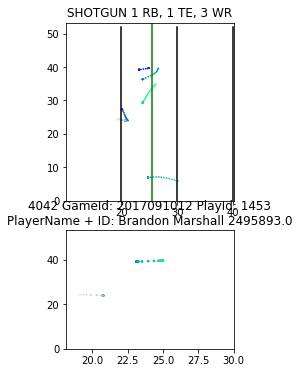 SHOTGUN 1 RB, 1 TE, 3 WR
50
40
30
20
10
0
20 30 40
4042 GameId: 2017091012 PlayId: 1453
PlayerName + ID: Brandon Marshall 2495893.0
40
20
0
20.0 22.5 25.0 27.5 30.0